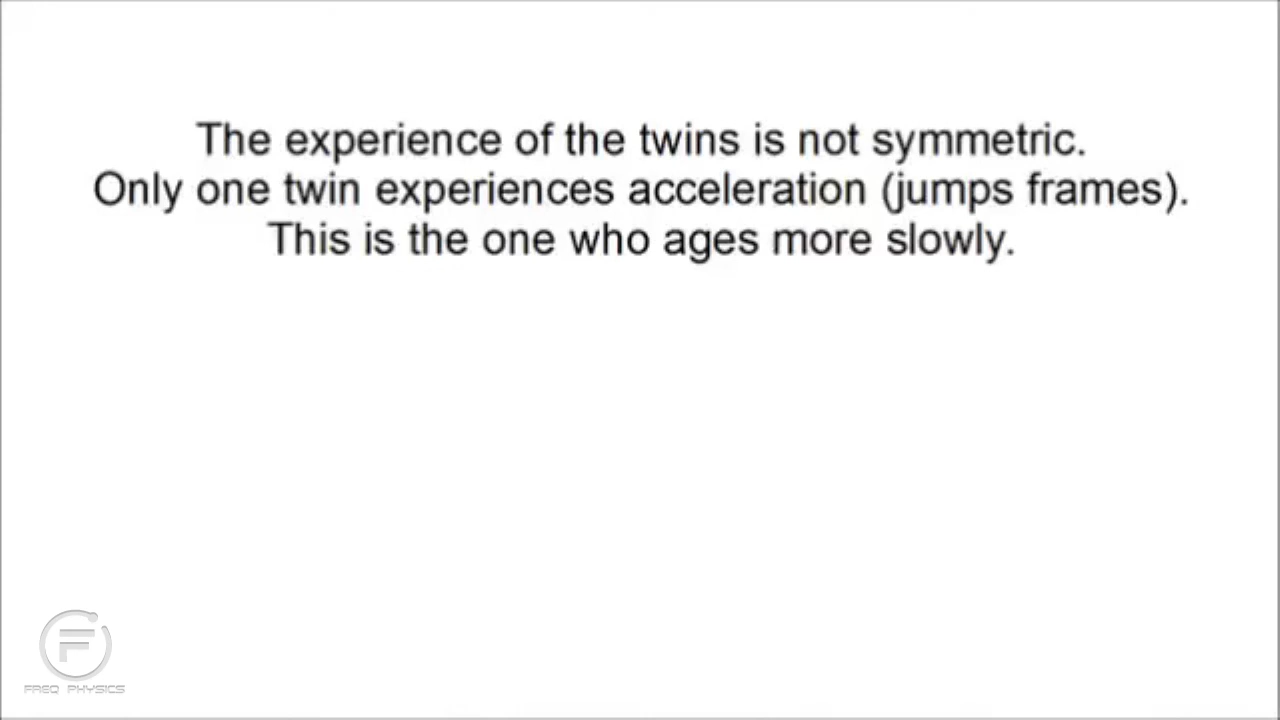 The experience of the twins is not symmetric.
Only one twin experiences acceleration (jumps frames).
This is the one who ages more slowly.
F
FREQ PHYSICS